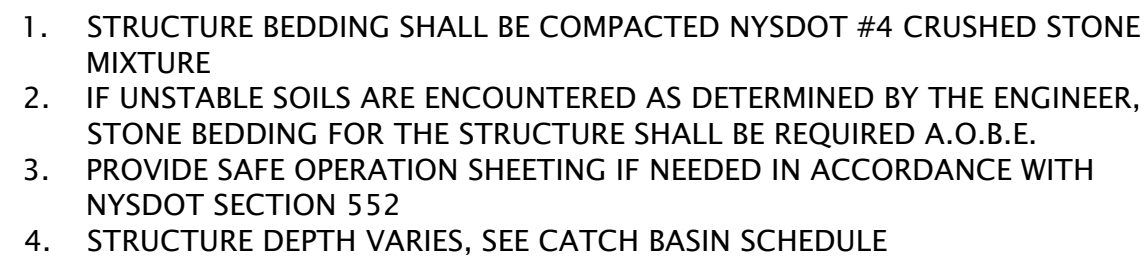 1. STRUCTURE BEDDING SHALL BE COMPACTED NYSDOT #4 CRUSHED STONE
MIXTURE
2. IF UNSTABLE SOILS ARE ENCOUNTERED AS DETERMINED BY THE ENGINEER,
STONE BEDDING FOR THE STRUCTURE SHALL BE REQUIRED A.O.B.E.
3. PROVIDE SAFE OPERATION SHEETING IF NEEDED IN ACCORDANCE WITH
NYSDOT SECTION 552
4. STRUCTURE DEPTH VARIES, SEE CATCH BASIN SCHEDULE